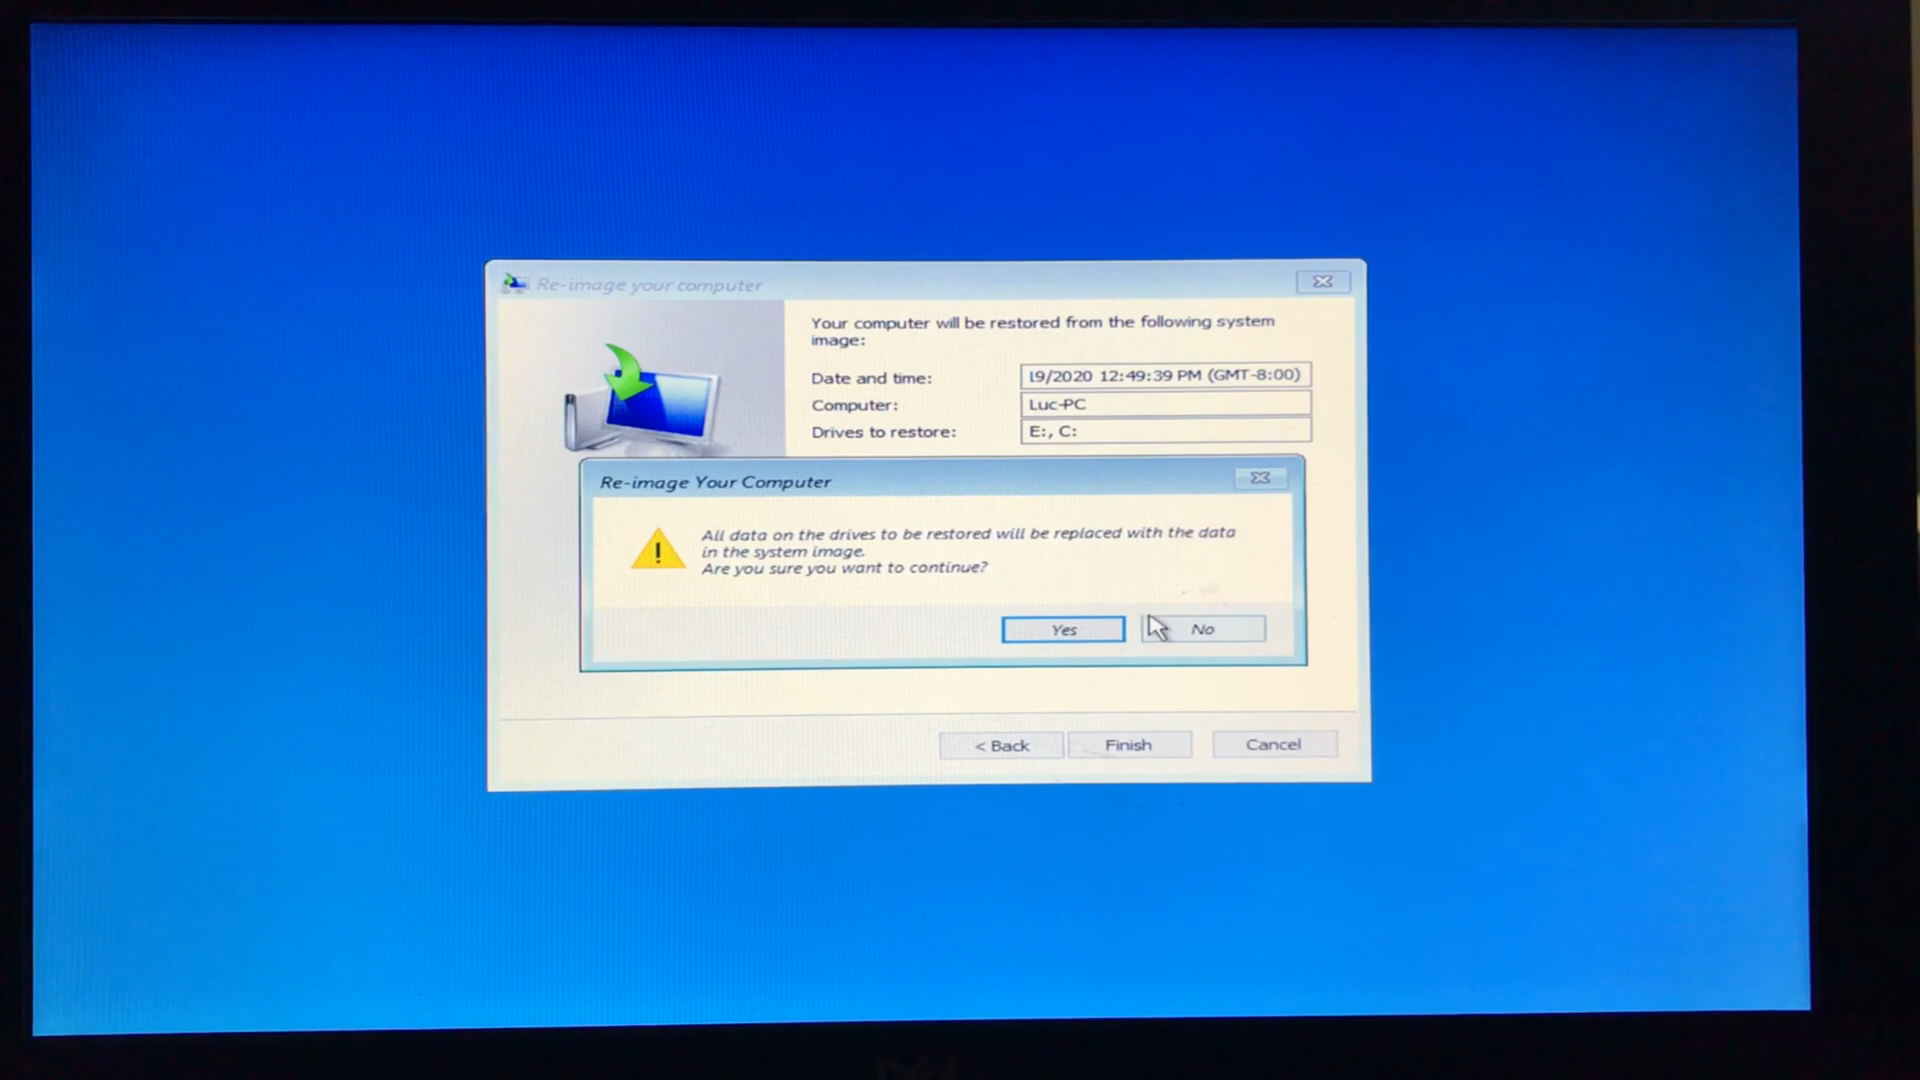 Re-image your computer
Your computer will be restored from the following system
image:
Date and time: 19/2020 12:49:39 PM (GMT-8:00)
Computer: Luc-PC
Drives to restore: E:, C:
Re-image Your Computer
All data on the drives to be restored will be replaced with the data
in the system image.
Are you sure you want to continue?
Yes No
< Back Finish Cancel